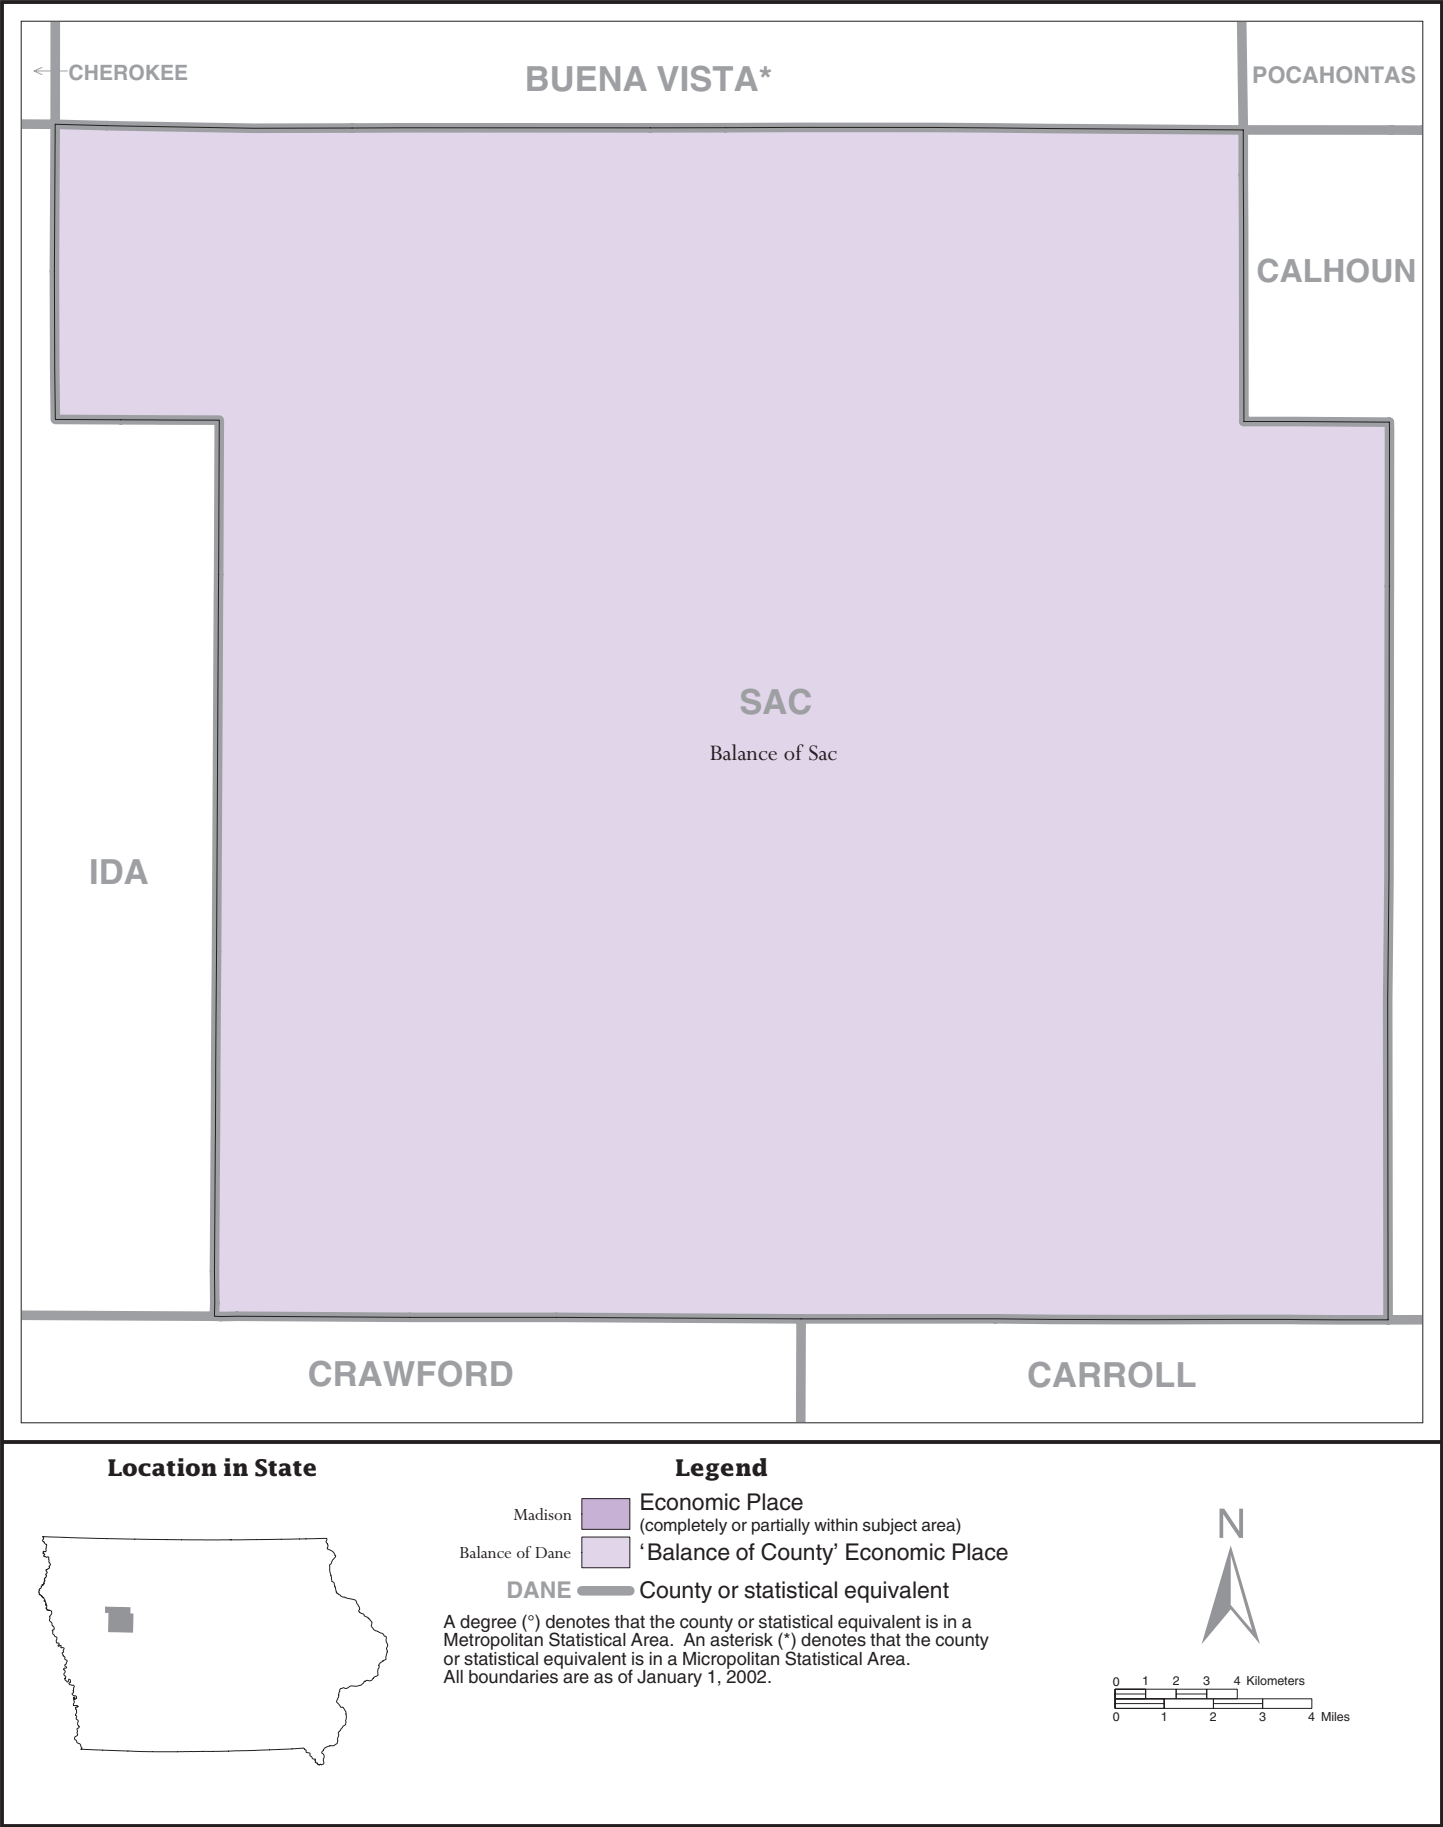 CHEROKEE
BUENA VISTA*
POCAHONTAS
CALHOUN
SAC
Balance of Sac
IDA
CRAWFORD
CARROLL
Location in State
Legend
Madison
Economic Place
(completely or partially within subject area)
Balance of Dane
‘Balance of County’ Economic Place
DANE
County or statistical equivalent
A degree (°) denotes that the county or statistical equivalent is in a
Metropolitan Statistical Area.  An asterisk (*) denotes that the county
or statistical equivalent is in a Micropolitan Statistical Area.
All boundaries are as of January 1, 2002.
N
0 1 2 3 4 Kilometers
0 1 2 3 4 Miles